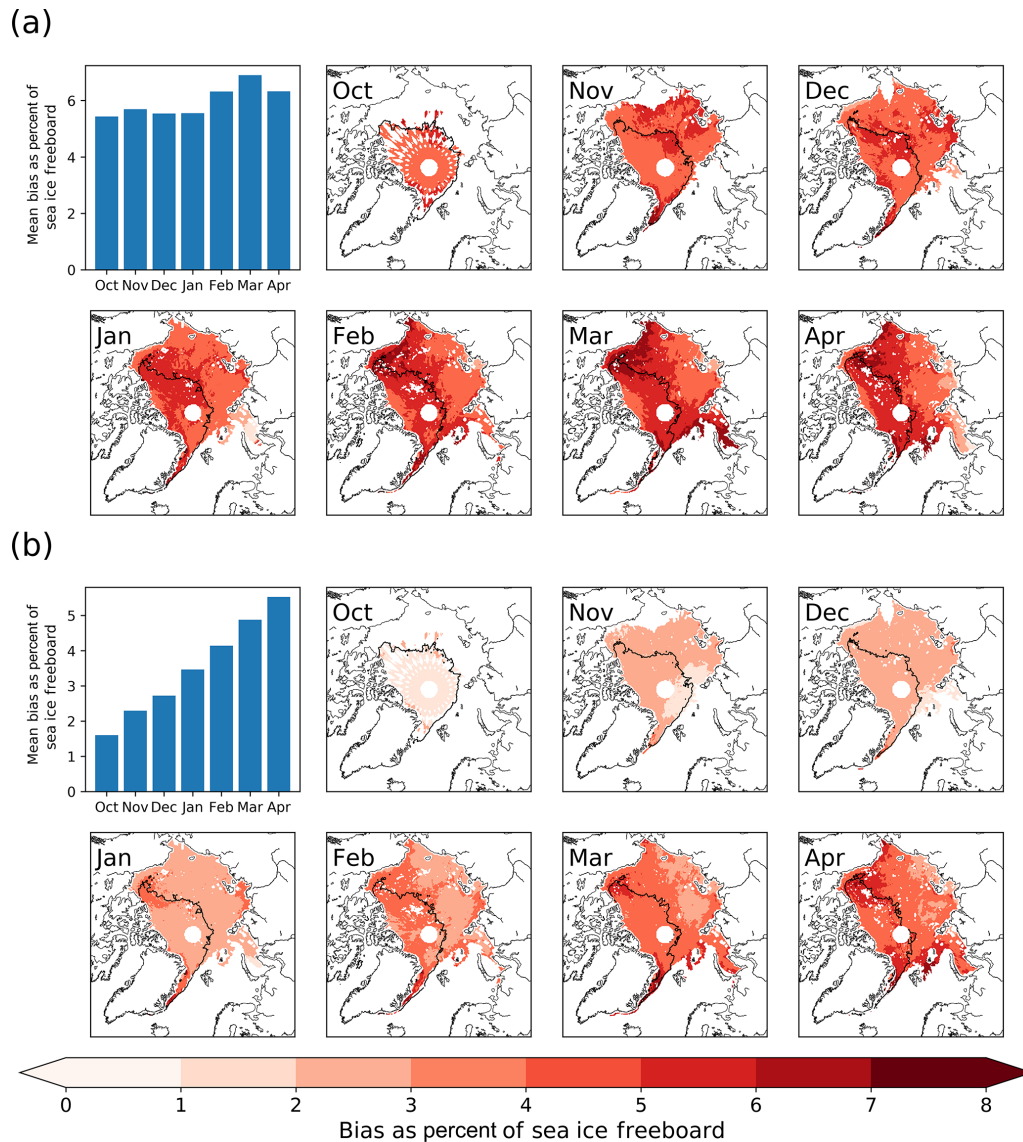 (a)
Mean bias as percent of
sea ice freeboard
6
4
2
0
Oct Nov Dec Jan Feb Mar Apr
Oct
Nov
Dec
Jan
Feb
Mar
Apr
(b)
Mean bias as percent of
sea ice freeboard
5
4
3
2
1
0
Oct Nov Dec Jan Feb Mar Apr
Oct
Nov
Dec
Jan
Feb
Mar
Apr
0 1 2 3 4 5 6 7 8
Bias as percent of sea ice freeboard